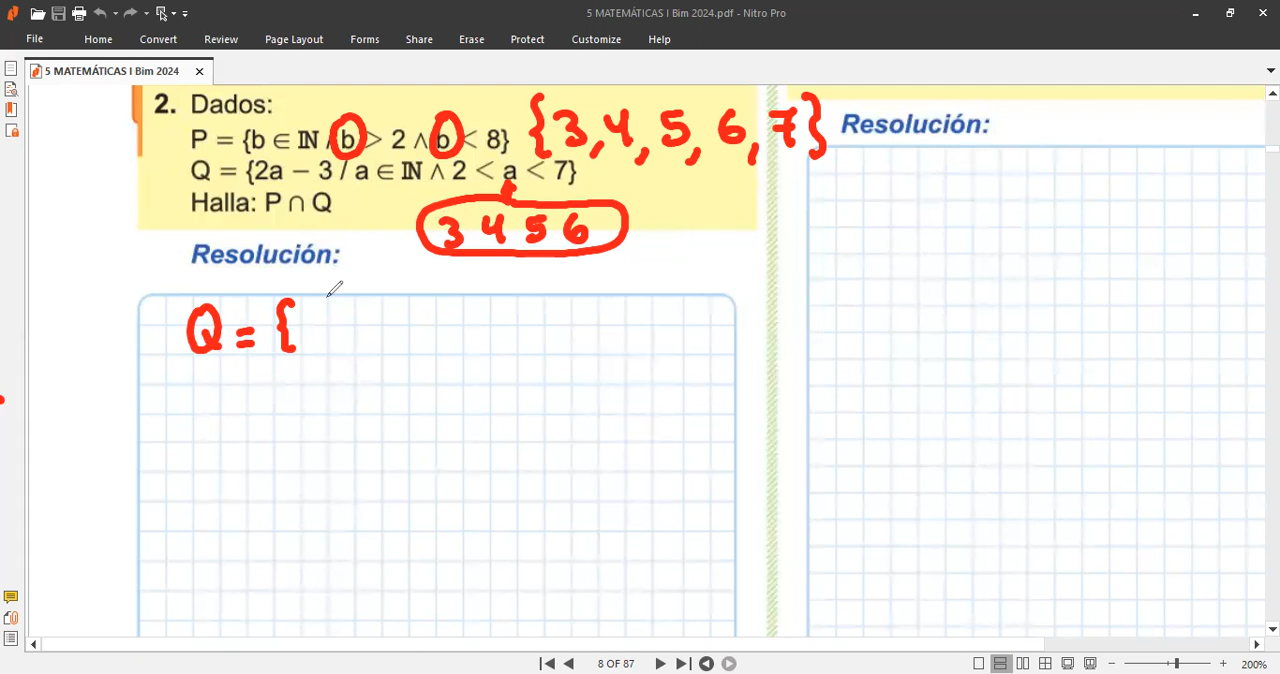 5 MATEMÁTICAS I Bim 2024.pdf - Nitro Pro
File Home Convert Review Page Layout Forms Share Erase Protect Customize Help
5 MATEMÁTICAS I Bim 2024
2. Dados:
P = {b ∈ ℕ / b > 2 ∧ b < 8} {3,4,5,6,7}
Q = {2a − 3 / a ∈ ℕ ∧ 2 < a < 7}
Halla: P ∩ Q
3 4 5 6
Resolución:
Q = {
Resolución:
8 OF 87
200%